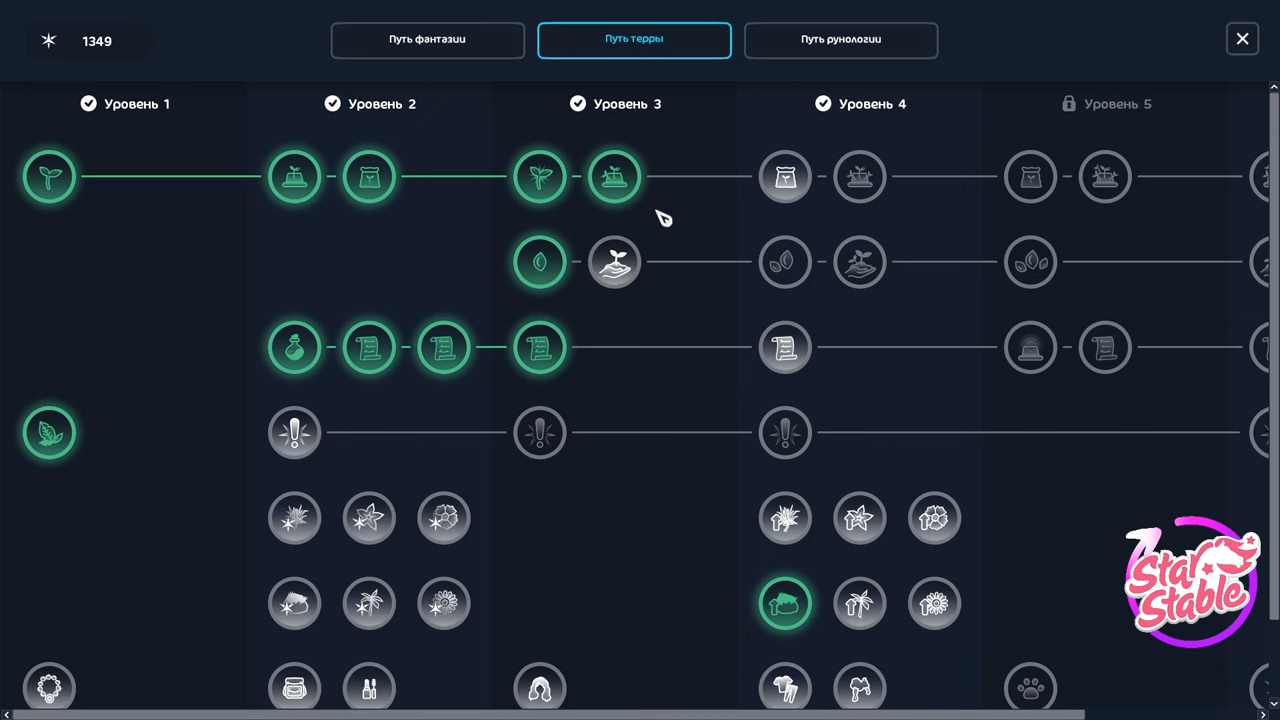 1349
Путь фантазии
Путь терры
Путь рунологии
Уровень 1
Уровень 2
Уровень 3
Уровень 4
Уровень 5
Star
Stable